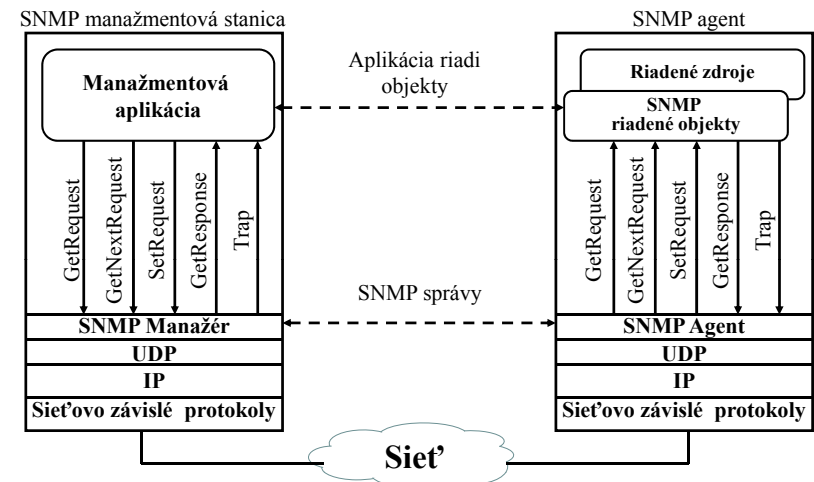 SNMP manažmentová stanica
SNMP agent
Manažmentová
aplikácia
Aplikácia riadi
objekty
Riadené zdroje
SNMP
riadené objekty
GetRequest
GetNextRequest
SetRequest
GetResponse
Trap
GetRequest
GetNextRequest
SetRequest
GetResponse
Trap
SNMP správy
SNMP Manažér
SNMP Agent
UDP
UDP
IP
IP
Sieťovo závislé protokoly
Sieťovo závislé protokoly
Sieť